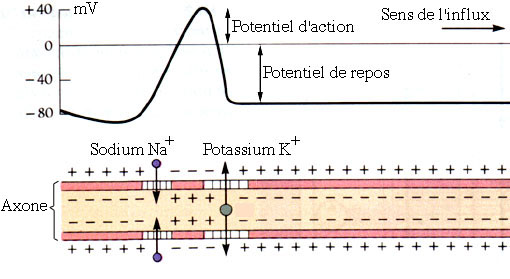 +40
mV
Potentiel d'action
Sens de l'influx
0
Potentiel de repos
-40
-80
Sodium Na+
Potassium K+
+ + + + + + + - - - - - + + + + + + + + + + + + + + + +
Axone